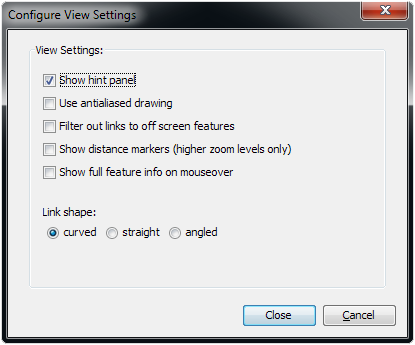 Configure View Settings
View Settings:
Show hint panel
Use antialiased drawing
Filter out links to off screen features
Show distance markers (higher zoom levels only)
Show full feature info on mouseover
Link shape:
curved straight angled
Close Cancel